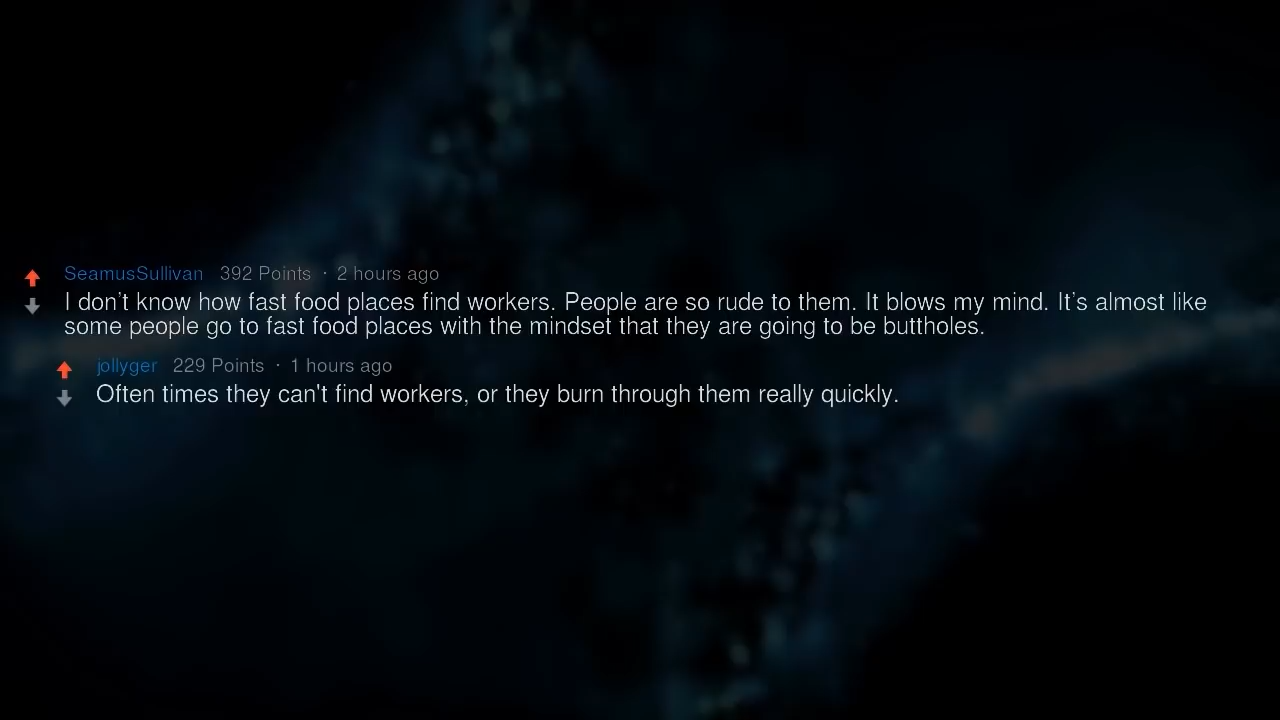 SeamusSullivan 392 Points · 2 hours ago
I don't know how fast food places find workers. People are so rude to them. It blows my mind. It's almost like
some people go to fast food places with the mindset that they are going to be buttholes.
jollyger 229 Points · 1 hours ago
Often times they can't find workers, or they burn through them really quickly.